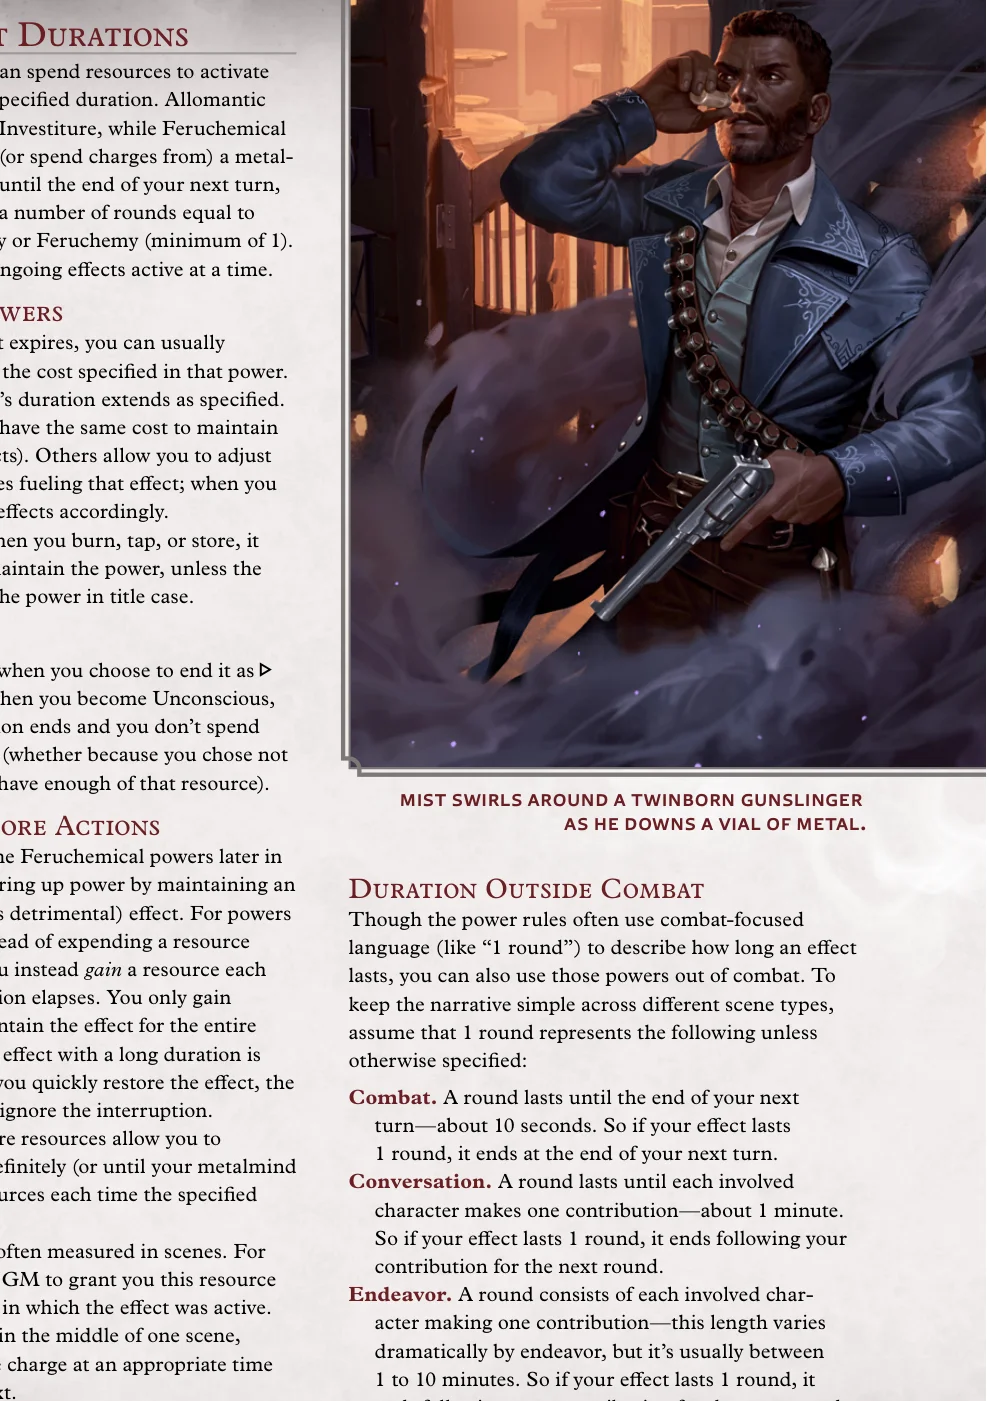 T DURATIONS
an spend resources to activate
pecified duration. Allomantic
Investiture, while Feruchemical
(or spend charges from) a metal-
until the end of your next turn,
a number of rounds equal to
y or Feruchemy (minimum of 1).
ngoing effects active at a time.
WERS
t expires, you can usually
the cost specified in that power.
's duration extends as specified.
have the same cost to maintain
cts). Others allow you to adjust
es fueling that effect; when you
effects accordingly.
hen you burn, tap, or store, it
naintain the power, unless the
he power in title case.
when you choose to end it as ▷
hen you become Unconscious,
on ends and you don't spend
(whether because you chose not
have enough of that resource).
ORE ACTIONS
ne Feruchemical powers later in
ring up power by maintaining an
s detrimental) effect. For powers
ead of expending a resource
u instead gain a resource each
ion elapses. You only gain
ntain the effect for the entire
effect with a long duration is
you quickly restore the effect, the
ignore the interruption.
re resources allow you to
efinitely (or until your metalmind
urces each time the specified
often measured in scenes. For
GM to grant you this resource
in which the effect was active.
in the middle of one scene,
e charge at an appropriate time
xt.
MIST SWIRLS AROUND A TWINBORN GUNSLINGER
AS HE DOWNS A VIAL OF METAL.
DURATION OUTSIDE COMBAT
Though the power rules often use combat-focused
language (like “1 round”) to describe how long an effect
lasts, you can also use those powers out of combat. To
keep the narrative simple across different scene types,
assume that 1 round represents the following unless
otherwise specified:
Combat. A round lasts until the end of your next
turn—about 10 seconds. So if your effect lasts
1 round, it ends at the end of your next turn.
Conversation. A round lasts until each involved
character makes one contribution—about 1 minute.
So if your effect lasts 1 round, it ends following your
contribution for the next round.
Endeavor. A round consists of each involved char-
acter making one contribution—this length varies
dramatically by endeavor, but it's usually between
1 to 10 minutes. So if your effect lasts 1 round, it